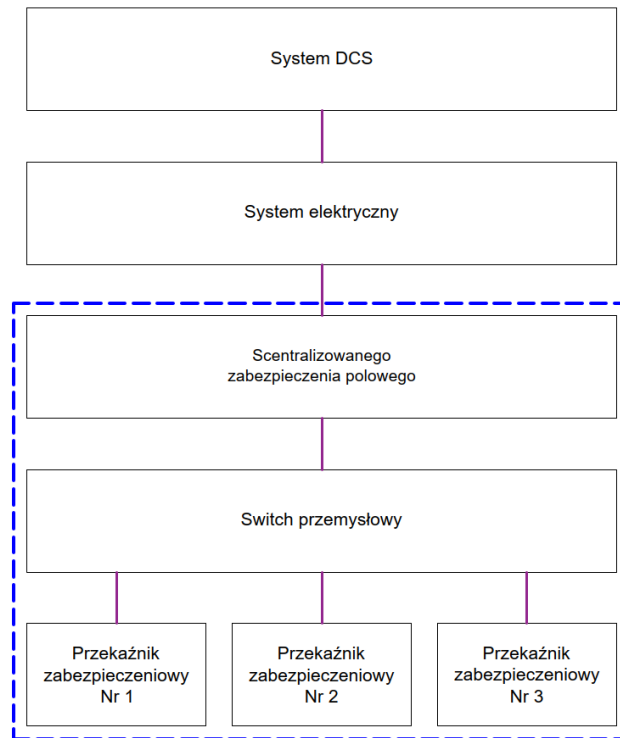 System DCS
System elektryczny
Scentralizowanego
zabezpieczenia polowego
Switch przemysłowy
Przekaźnik
zabezpieczeniowy
Nr 1
Przekaźnik
zabezpieczeniowy
Nr 2
Przekaźnik
zabezpieczeniowy
Nr 3